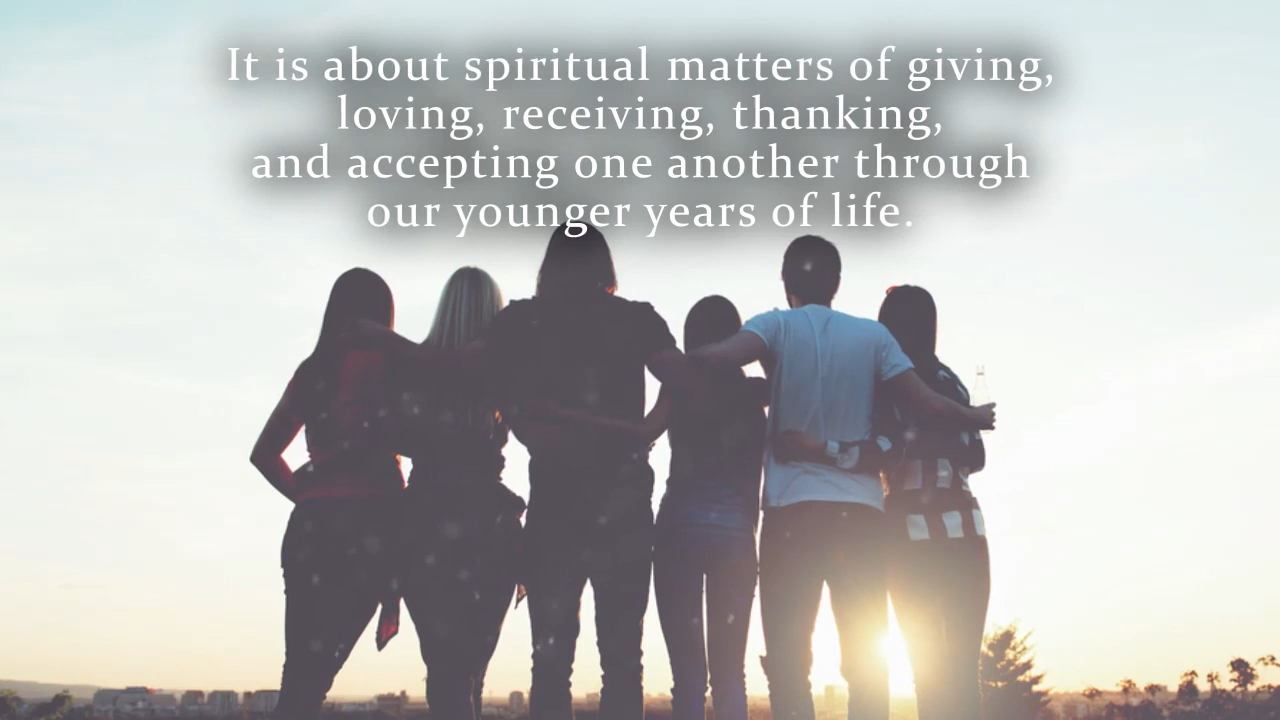 It is about spiritual matters of giving,
loving, receiving, thanking,
and accepting one another through
our younger years of life.